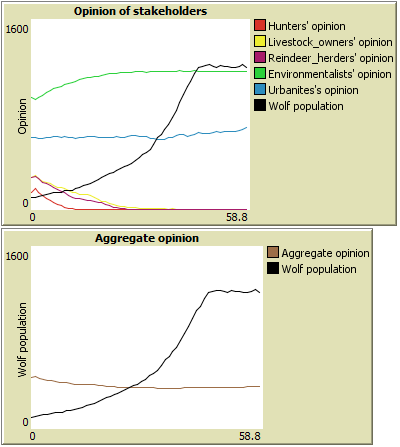 Opinion of stakeholders
1600
Opinion
0
0
58.8
Hunters' opinion
Livestock_owners' opinion
Reindeer_herders' opinion
Environmentalists' opinion
Urbanites's opinion
Wolf population
Aggregate opinion
1600
Wolf population
0
0
58.8
Aggregate opinion
Wolf population